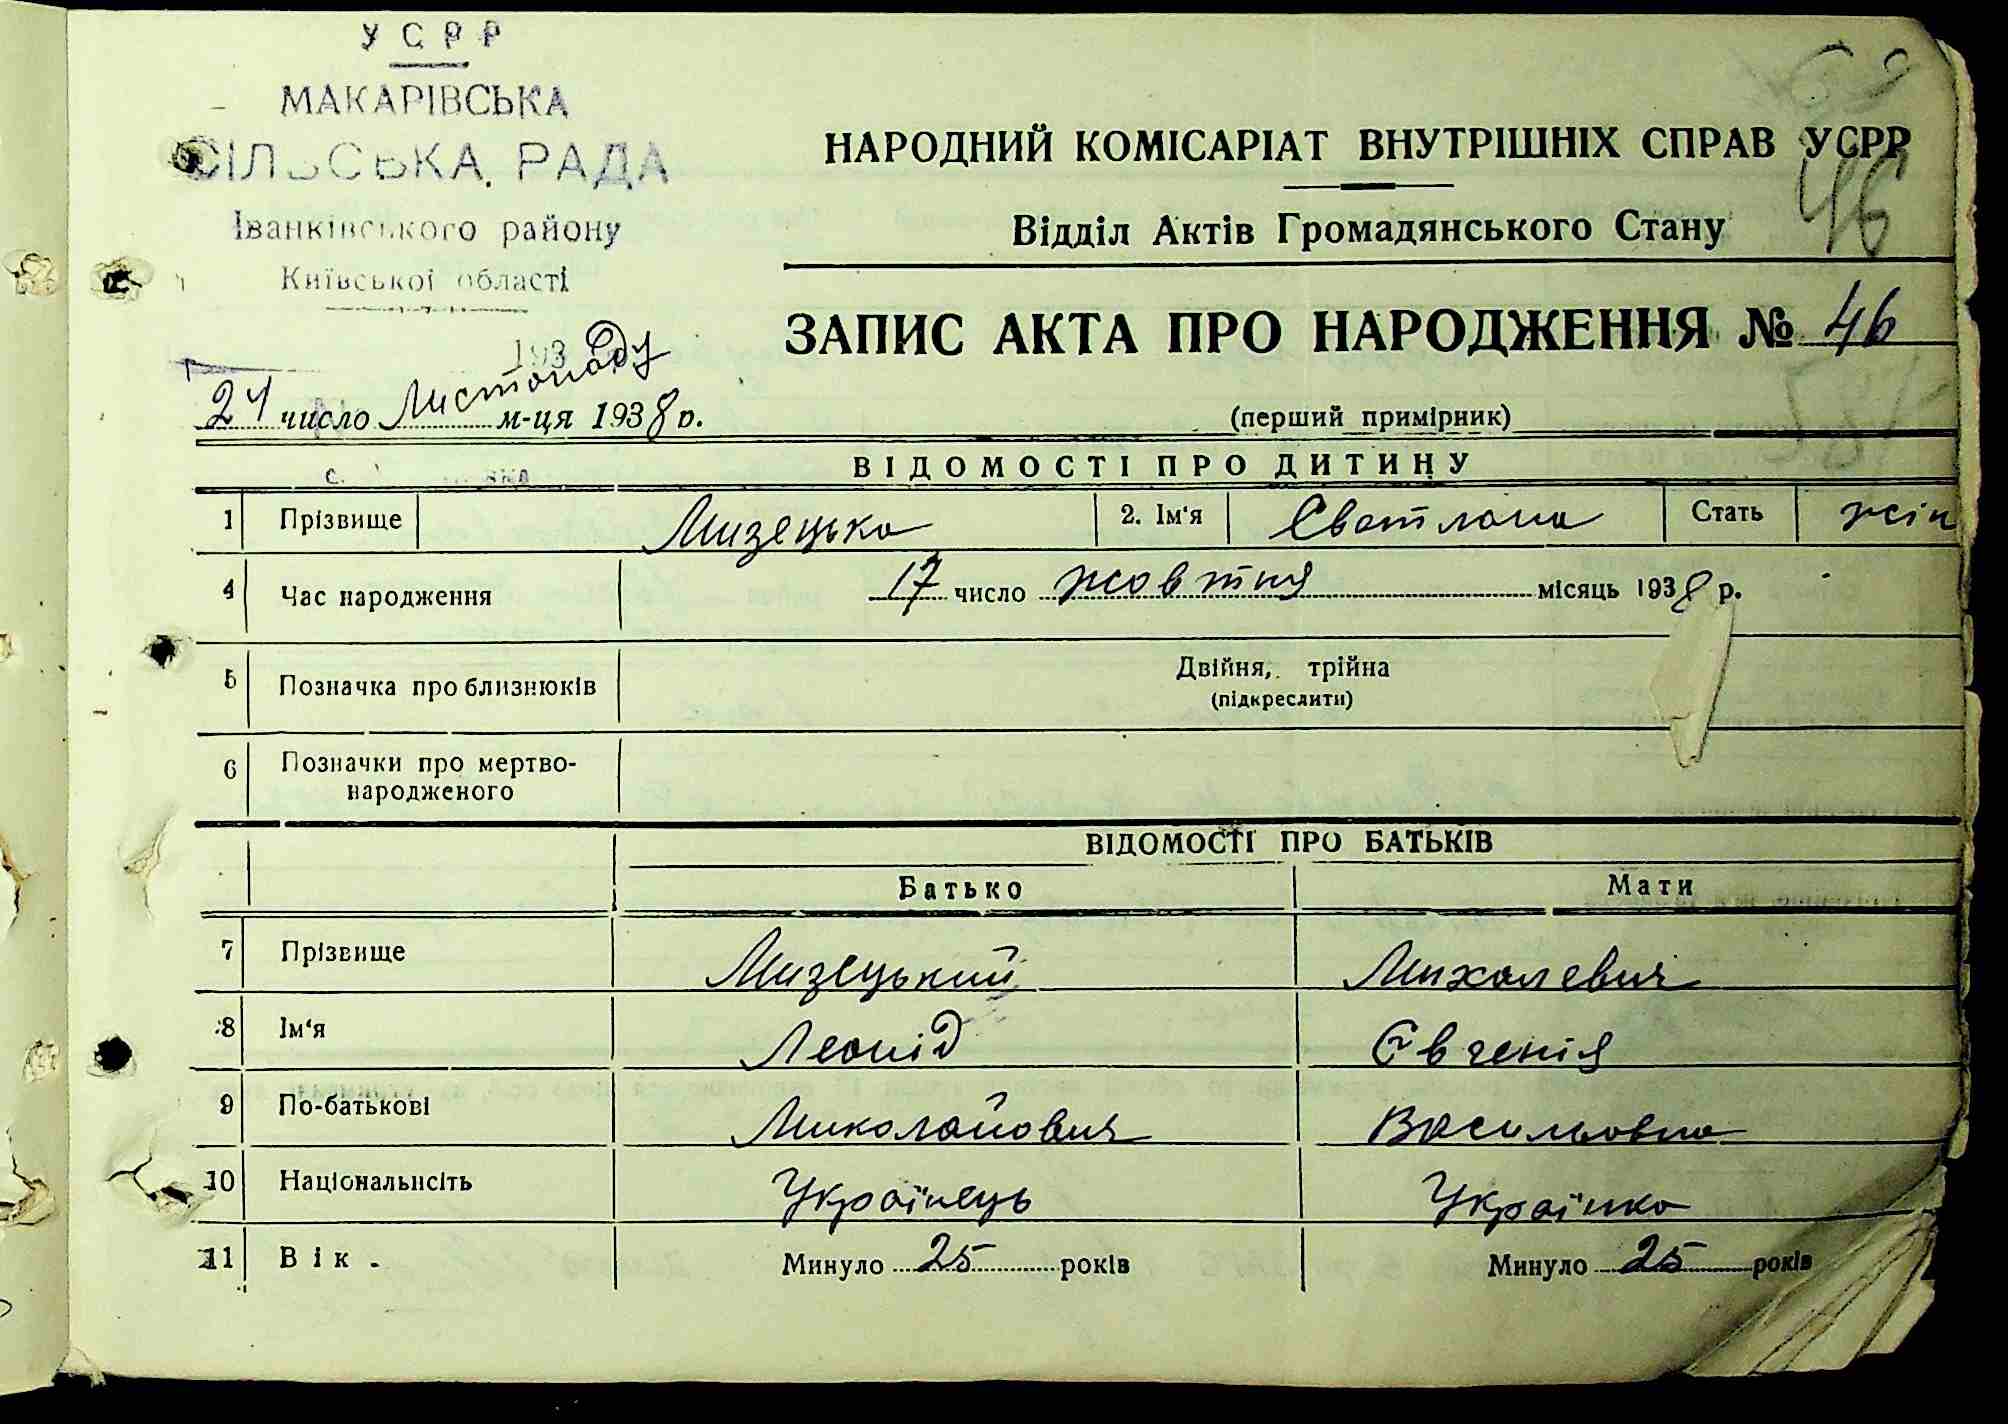 УСРР
МАКАРІВСЬКА
СІЛЬСЬКА РАДА
Іванківського району
Київської області
193
НАРОДНИЙ КОМІСАРІАТ ВНУТРІШНІХ СПРАВ УСРР
46
Відділ Актів Громадянського Стану
ЗАПИС АКТА ПРО НАРОДЖЕННЯ № 46
24 число Листопаду м-ця 1938 р.
(перший примірник)
ВІДОМОСТІ ПРО ДИТИНУ
1 Прізвище Мизецька 2. Ім'я Світлана Стать жін
4 Час народження 17 число жовтня місяць 1938 р.
5 Позначка про близнюків Двійня, трійна
(підкреслити)
6 Позначки про мертво-
народженого
ВІДОМОСТІ ПРО БАТЬКІВ
Батько Мати
7 Прізвище Мизецький Михалевич
8 Ім'я Леонід Євгенія
9 По-батькові Миколайович Васильовна
10 Національність Українець Українка
11 Вік. Минуло 25 років Минуло 25 років